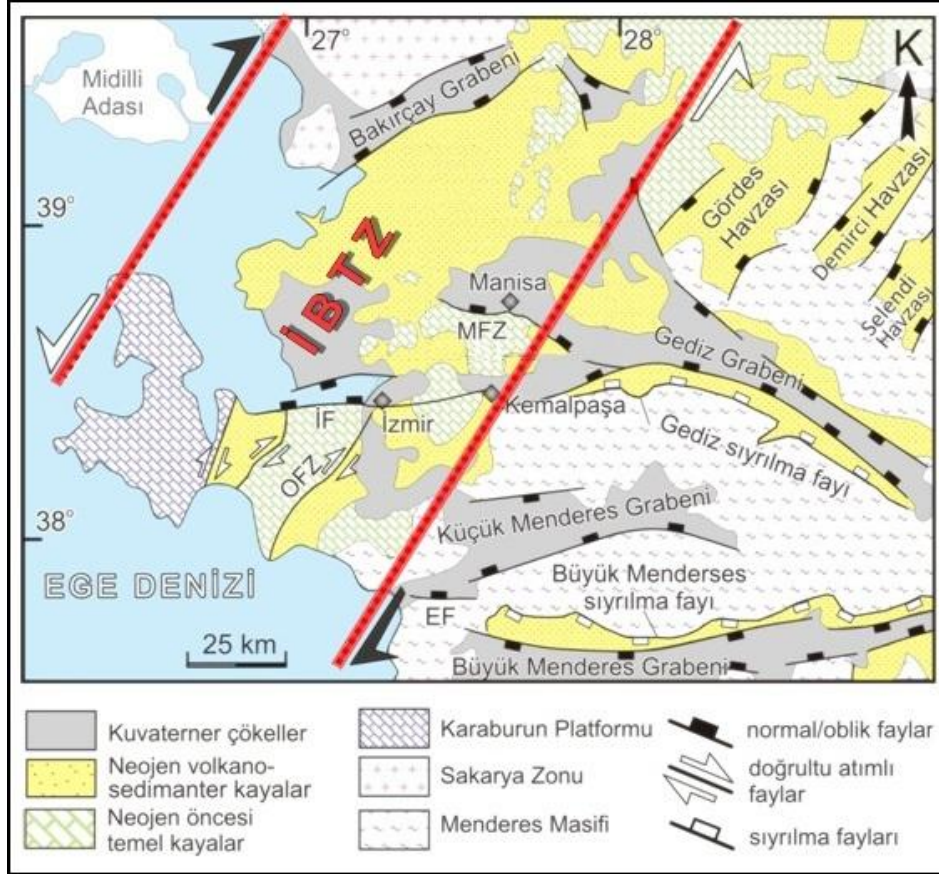 27°
28°
K
Midilli
Adası
Bakırçay Grabeni
39°
Gördes
Havzası
Demirci Havzası
Selendi
Havzası
İBTZ
Manisa
MFZ
Gediz Grabeni
Kemalpaşa
İF
İzmir
Gediz sıyrılma fayı
OFZ
38°
Küçük Menderes Grabeni
EGE DENİZİ
Büyük Menderses
sıyrılma fayı
EF
25 km
Büyük Menderes Grabeni
Kuvaterner çökeller
Neojen volkano-
sedimanter kayalar
Neojen öncesi
temel kayalar
Karaburun Platformu
Sakarya Zonu
Menderes Masifi
normal/oblik faylar
doğrultu atımlı
faylar
sıyrılma fayları